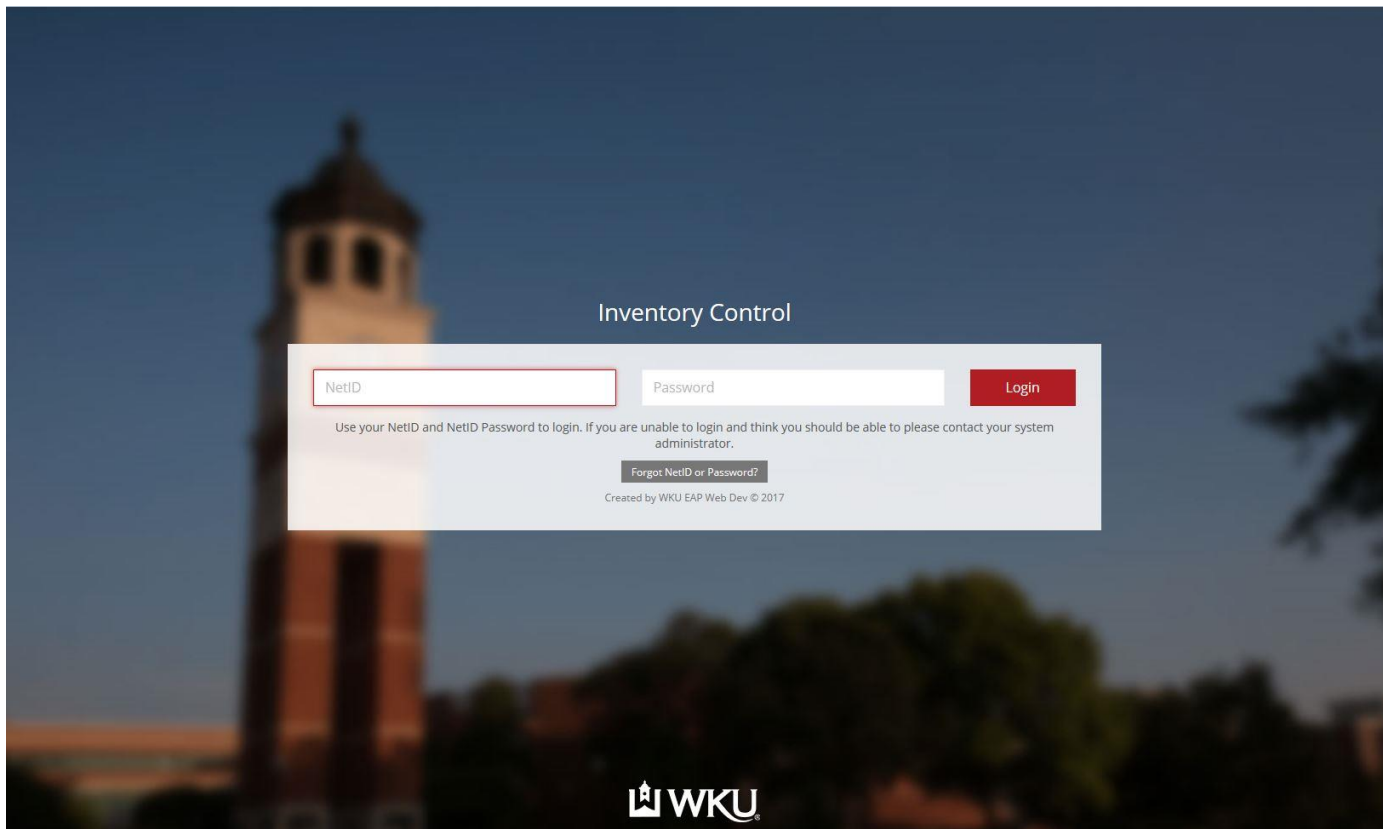 Inventory Control
NetID
Password
Login
Use your NetID and NetID Password to login. If you are unable to login and think you should be able to please contact your system
administrator.
Forgot NetID or Password?
Created by WKU EAP Web Dev © 2017
WKU®